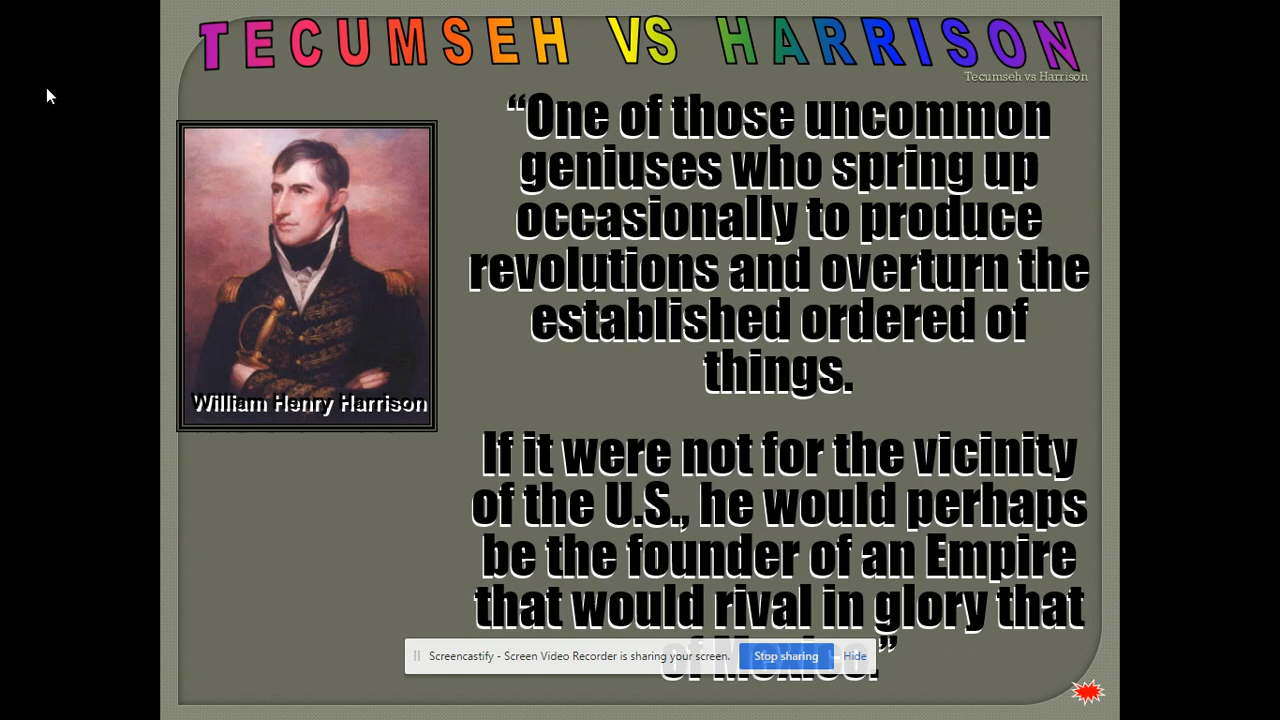 TECUMSEH VS HARRISON
Tecumseh vs Harrison
“One of those uncommon
geniuses who spring up
occasionally to produce
revolutions and overturn the
established ordered of
things.
William Henry Harrison
If it were not for the vicinity
of the U.S., he would perhaps
be the founder of an Empire
that would rival in glory that
of Mexico.”
Screencastify - Screen Video Recorder is sharing your screen. Stop sharing Hide